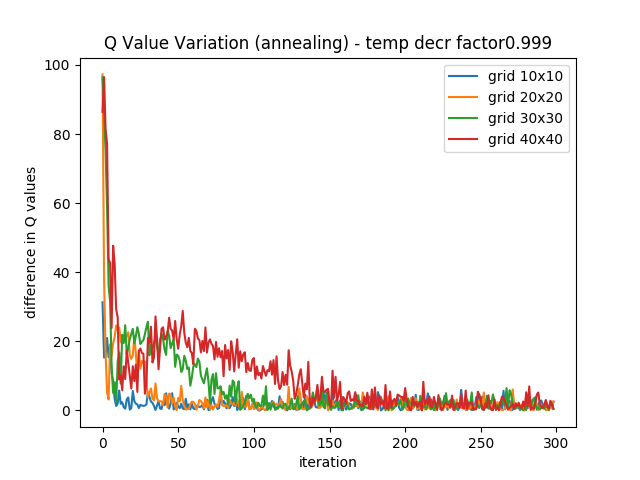 Q Value Variation (annealing) - temp decr factor0.999
100
80
60
40
20
0
difference in Q values
grid 10x10
grid 20x20
grid 30x30
grid 40x40
0 50 100 150 200 250 300
iteration